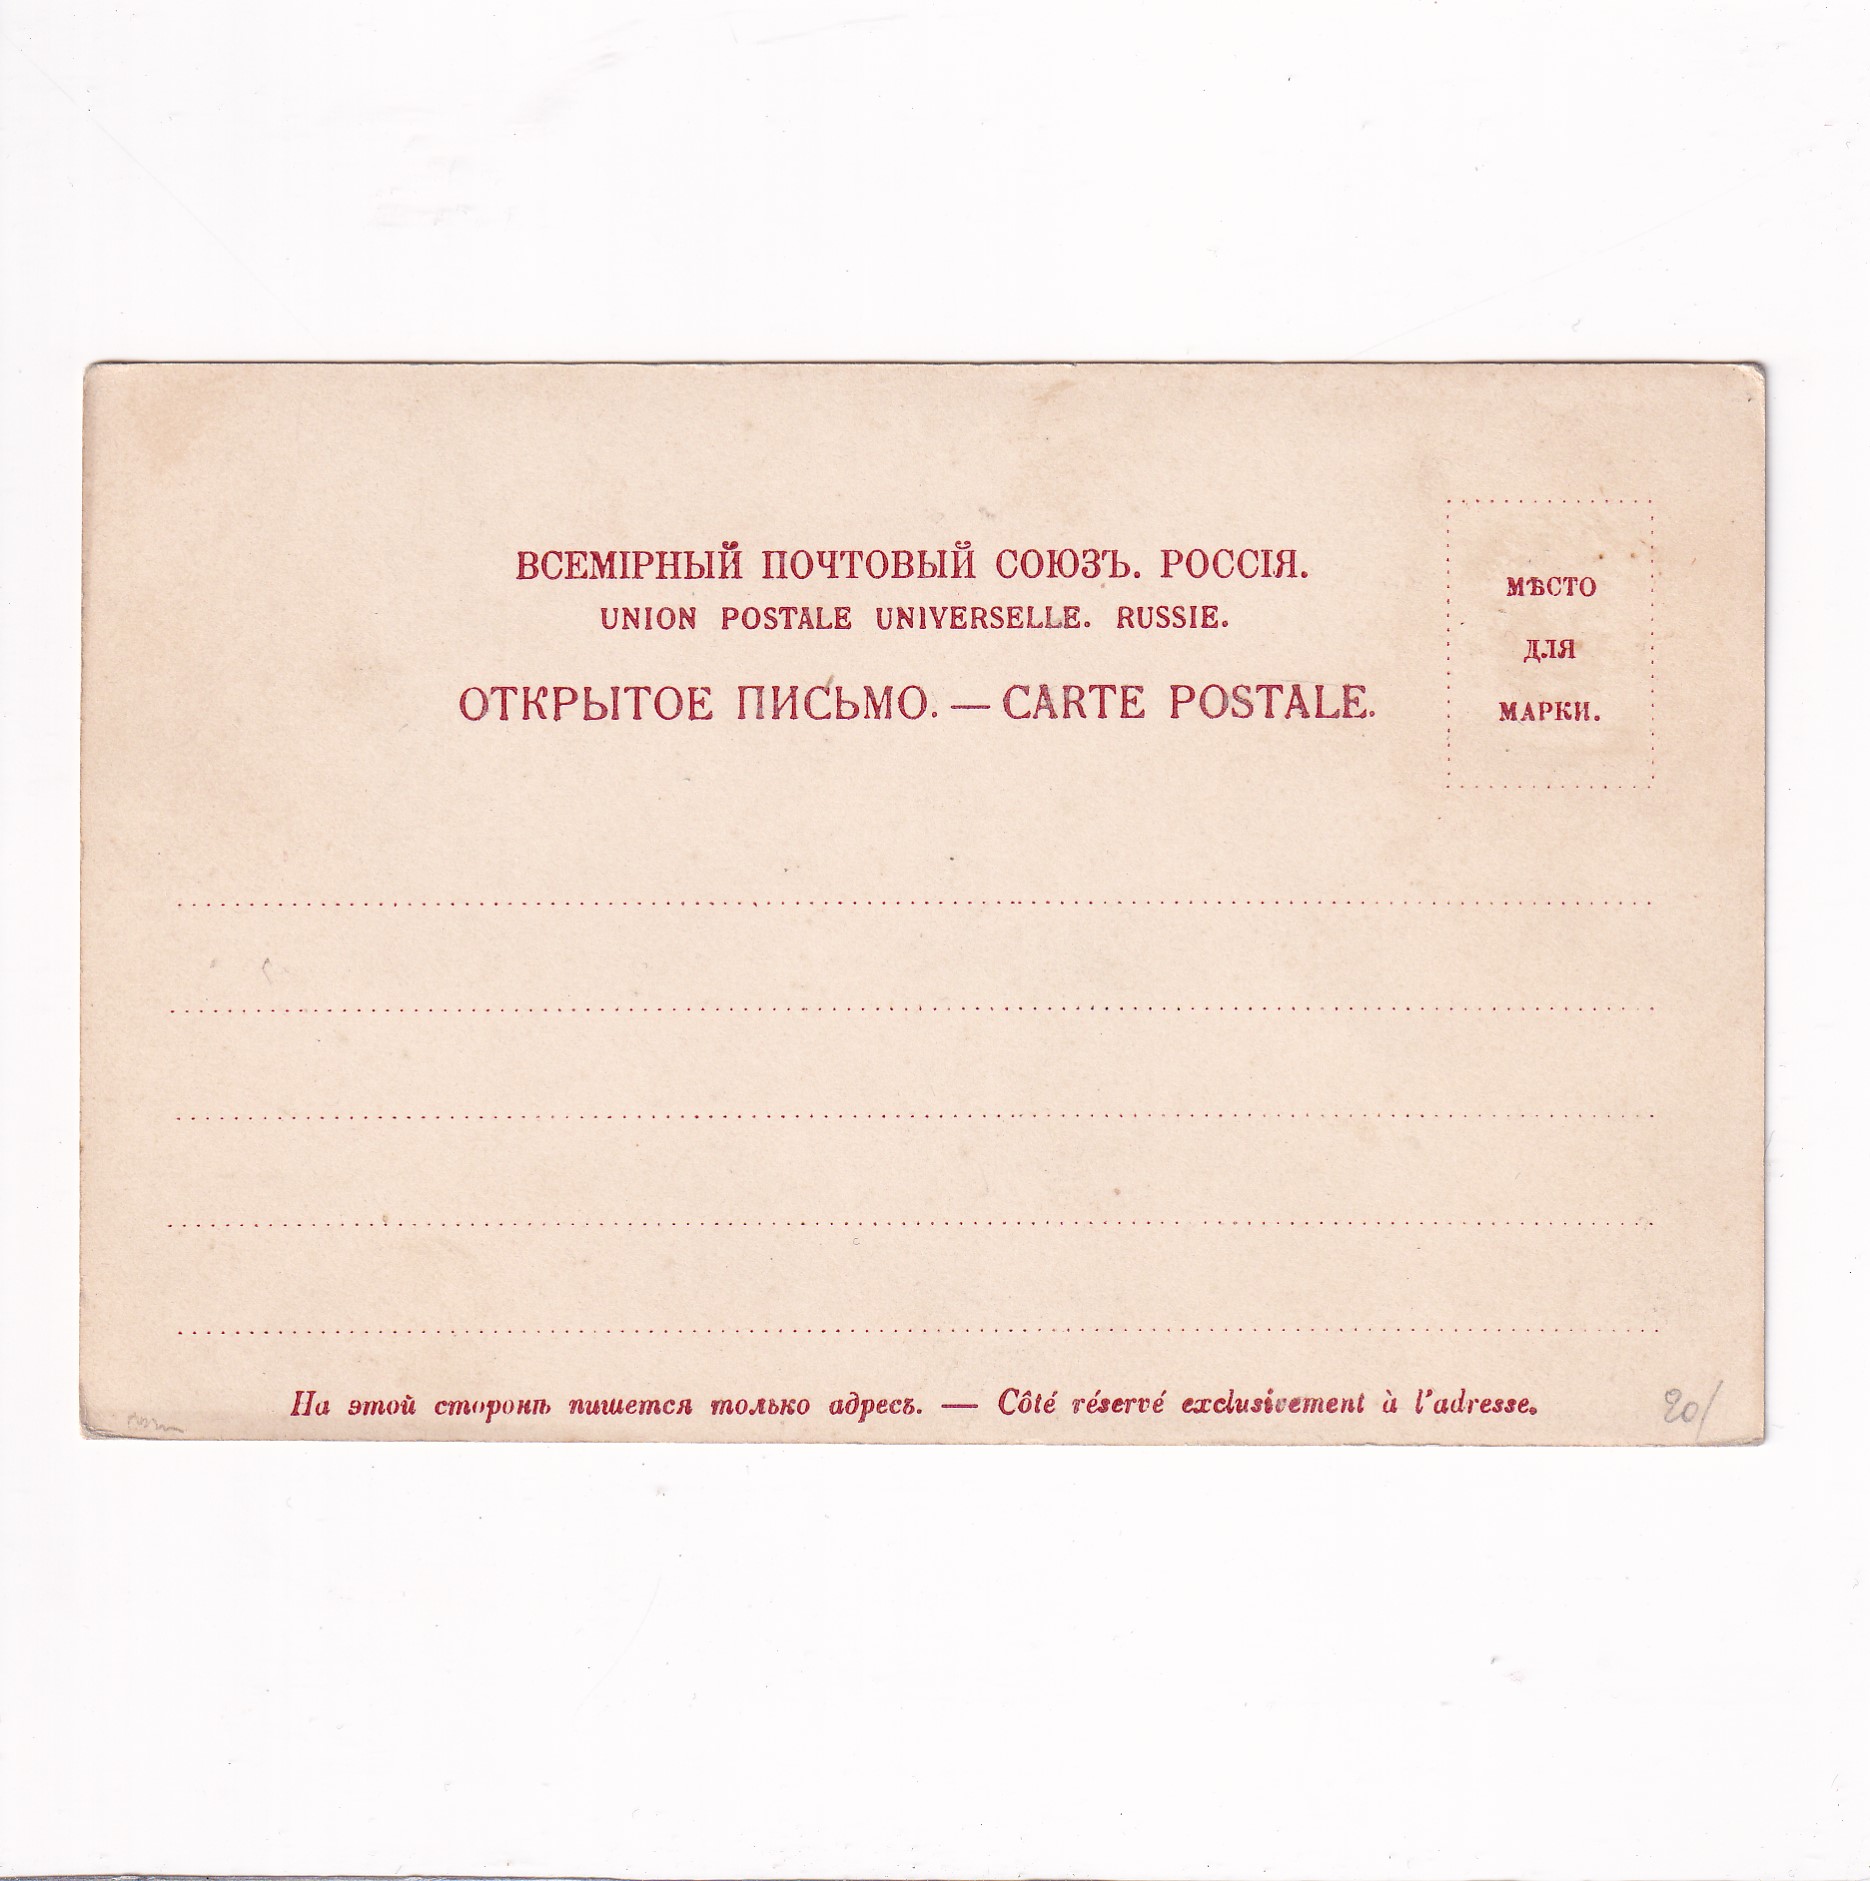 ВСЕМІРНЫЙ ПОЧТОВЫЙ СОЮЗЪ. РОССІЯ.
UNION POSTALE UNIVERSELLE. RUSSIE.
ОТКРЫТОЕ ПИСЬМО. — CARTE POSTALE.
МѢСТО
ДЛЯ
МАРКИ.
На этой сторонѣ пишется только адресъ. — Côté réservé exclusivement à l'adresse.
20/